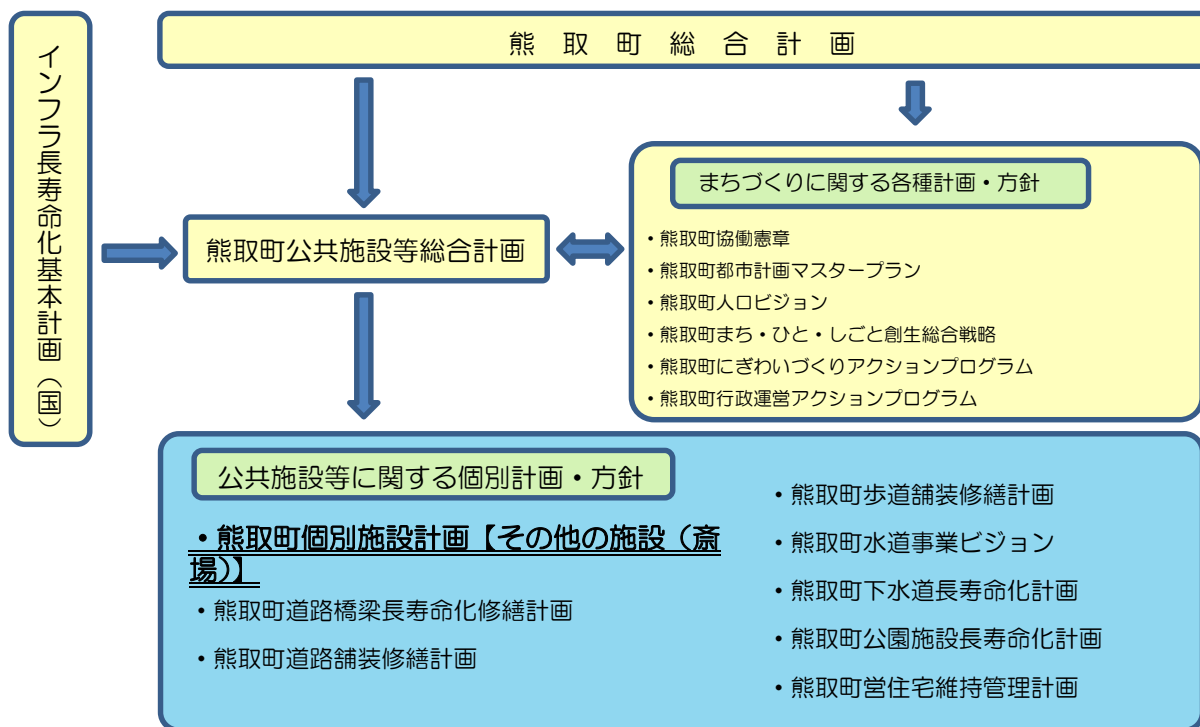 熊取町総合計画
インフラ長寿命化基本計画（国）
まちづくりに関する各種計画・方針
・熊取町協働憲章
・熊取町都市計画マスタープラン
・熊取町人口ビジョン
・熊取町まち・ひと・しごと創生総合戦略
・熊取町にぎわいづくりアクションプログラム
・熊取町行政運営アクションプログラム
熊取町公共施設等総合計画
公共施設等に関する個別計画・方針
・熊取町個別施設計画【その他の施設（斎
場）】
・熊取町道路橋梁長寿命化修繕計画
・熊取町道路舗装修繕計画
・熊取町歩道舗装修繕計画
・熊取町水道事業ビジョン
・熊取町下水道長寿命化計画
・熊取町公園施設長寿命化計画
・熊取町営住宅維持管理計画